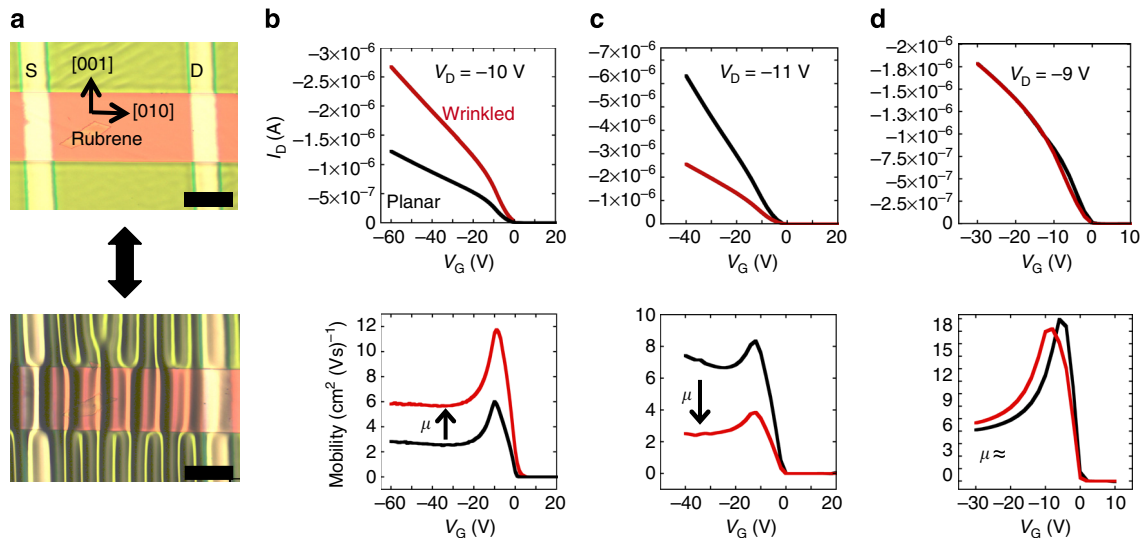 a
S
D
[001]
[010]
Rubrene
b
−3×10⁻⁶
−2.5×10⁻⁶
−2×10⁻⁶
−1.5×10⁻⁶
−1×10⁻⁶
−5×10⁻⁷
0
I_D (A)
V_D = −10 V
Wrinkled
Planar
−60 −40 −20 0 20
V_G (V)
12
10
8
6
4
2
0
Mobility (cm² (Vs)⁻¹)
μ
−60 −40 −20 0 20
V_G (V)
c
−7×10⁻⁶
−6×10⁻⁶
−5×10⁻⁶
−4×10⁻⁶
−3×10⁻⁶
−2×10⁻⁶
−1×10⁻⁶
0
V_D = −11 V
−40 −20 0 20
V_G (V)
8
6
4
2
0
μ
−40 −20 0 20
V_G (V)
d
−2×10⁻⁶
−1.8×10⁻⁶
−1.5×10⁻⁶
−1.3×10⁻⁶
−1×10⁻⁶
−7.5×10⁻⁷
−5×10⁻⁷
−2.5×10⁻⁷
0
V_D = −9 V
−30 −20 −10 0 10
V_G (V)
18
15
12
9
6
3
0
μ ≈
−30 −20 −10 0 10
V_G (V)